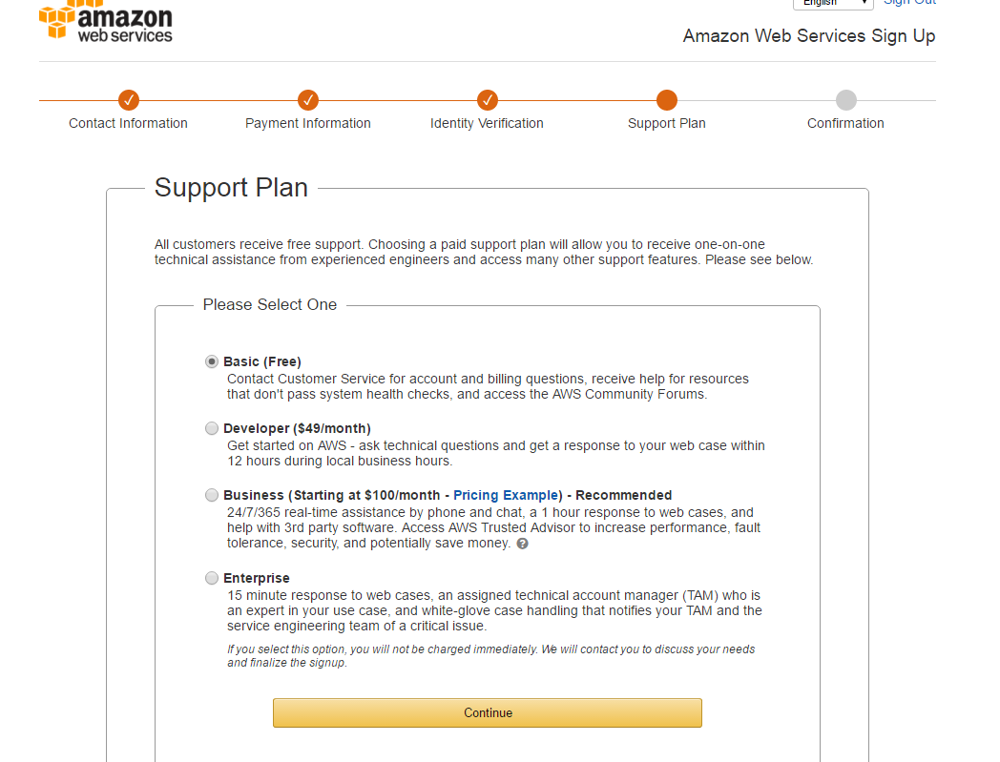 English
Sign Out
amazon
web services
Amazon Web Services Sign Up
Contact Information
Payment Information
Identity Verification
Support Plan
Confirmation
Support Plan
All customers receive free support. Choosing a paid support plan will allow you to receive one-on-one
technical assistance from experienced engineers and access many other support features. Please see below.
Please Select One
Basic (Free)
Contact Customer Service for account and billing questions, receive help for resources
that don't pass system health checks, and access the AWS Community Forums.
Developer ($49/month)
Get started on AWS - ask technical questions and get a response to your web case within
12 hours during local business hours.
Business (Starting at $100/month - Pricing Example) - Recommended
24/7/365 real-time assistance by phone and chat, a 1 hour response to web cases, and
help with 3rd party software. Access AWS Trusted Advisor to increase performance, fault
tolerance, security, and potentially save money. ?
Enterprise
15 minute response to web cases, an assigned technical account manager (TAM) who is
an expert in your use case, and white-glove case handling that notifies your TAM and the
service engineering team of a critical issue.
If you select this option, you will not be charged immediately. We will contact you to discuss your needs
and finalize the signup.
Continue